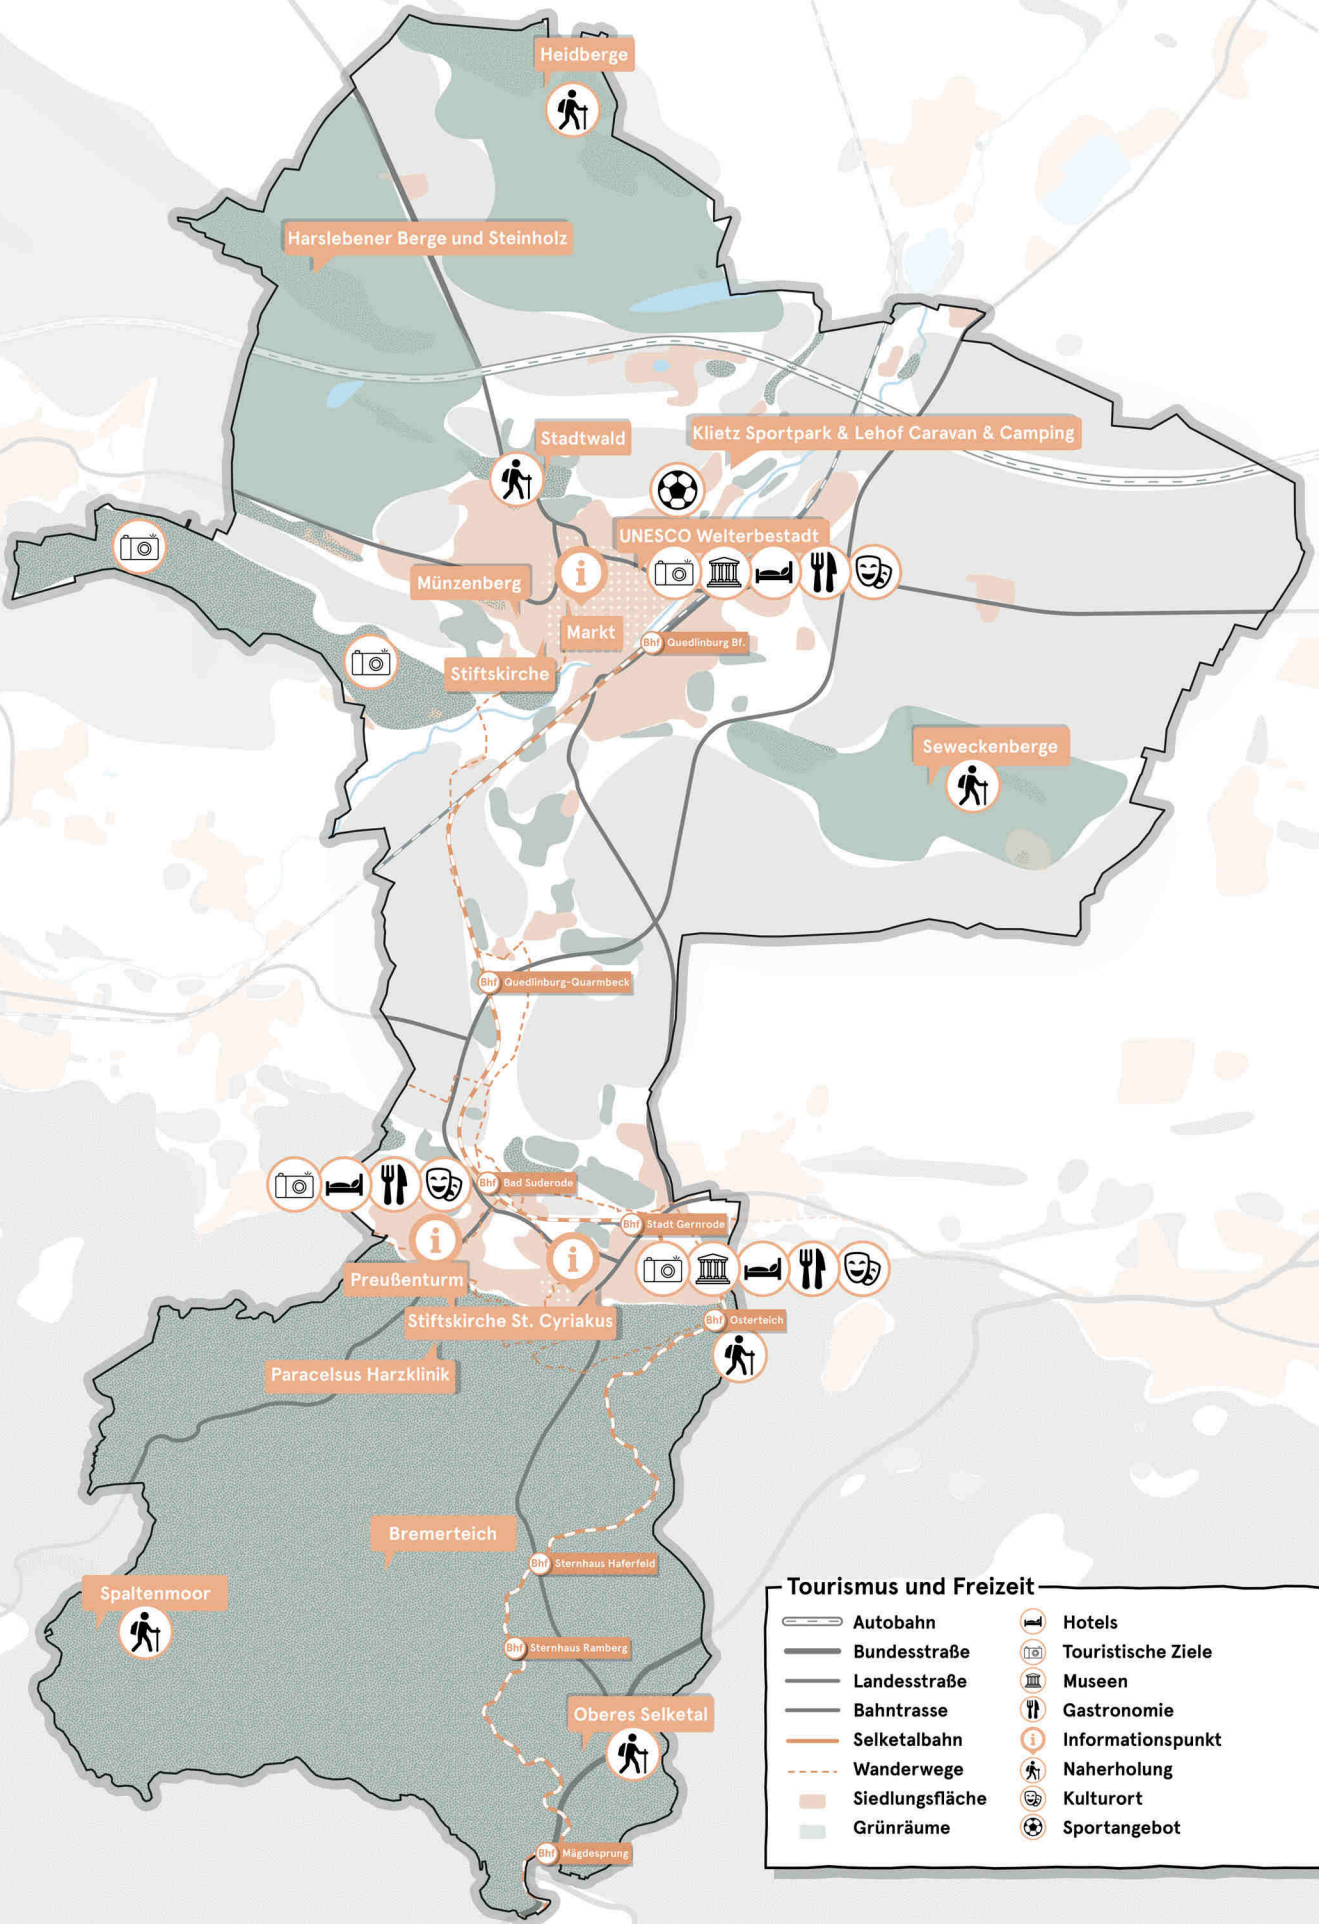 Heidberge
Harslebener Berge und Steinholz
Stadtwald
Klietz Sportpark & Lehof Caravan & Camping
UNESCO Welterbestadt
i
Münzenberg
Markt
Bhf Quedlinburg Bf.
Stiftskirche
Seweckenberge
Bhf Quedlinburg-Quarmbeck
Bhf Bad Suderode
Bhf Stadt Gernrode
i
i
Preußenturm
Stiftskirche St. Cyriakus
Bhf Osterteich
Paracelsus Harzklinik
Bremerteich
Bhf Sternhaus Haferfeld
Spaltenmoor
Bhf Sternhaus Ramberg
Oberes Selketal
Bhf Mägdesprung
Tourismus und Freizeit
Autobahn
Bundesstraße
Landesstraße
Bahntrasse
Selketalbahn
Wanderwege
Siedlungsfläche
Grünräume
Hotels
Touristische Ziele
Museen
Gastronomie
i Informationspunkt
Naherholung
Kulturort
Sportangebot